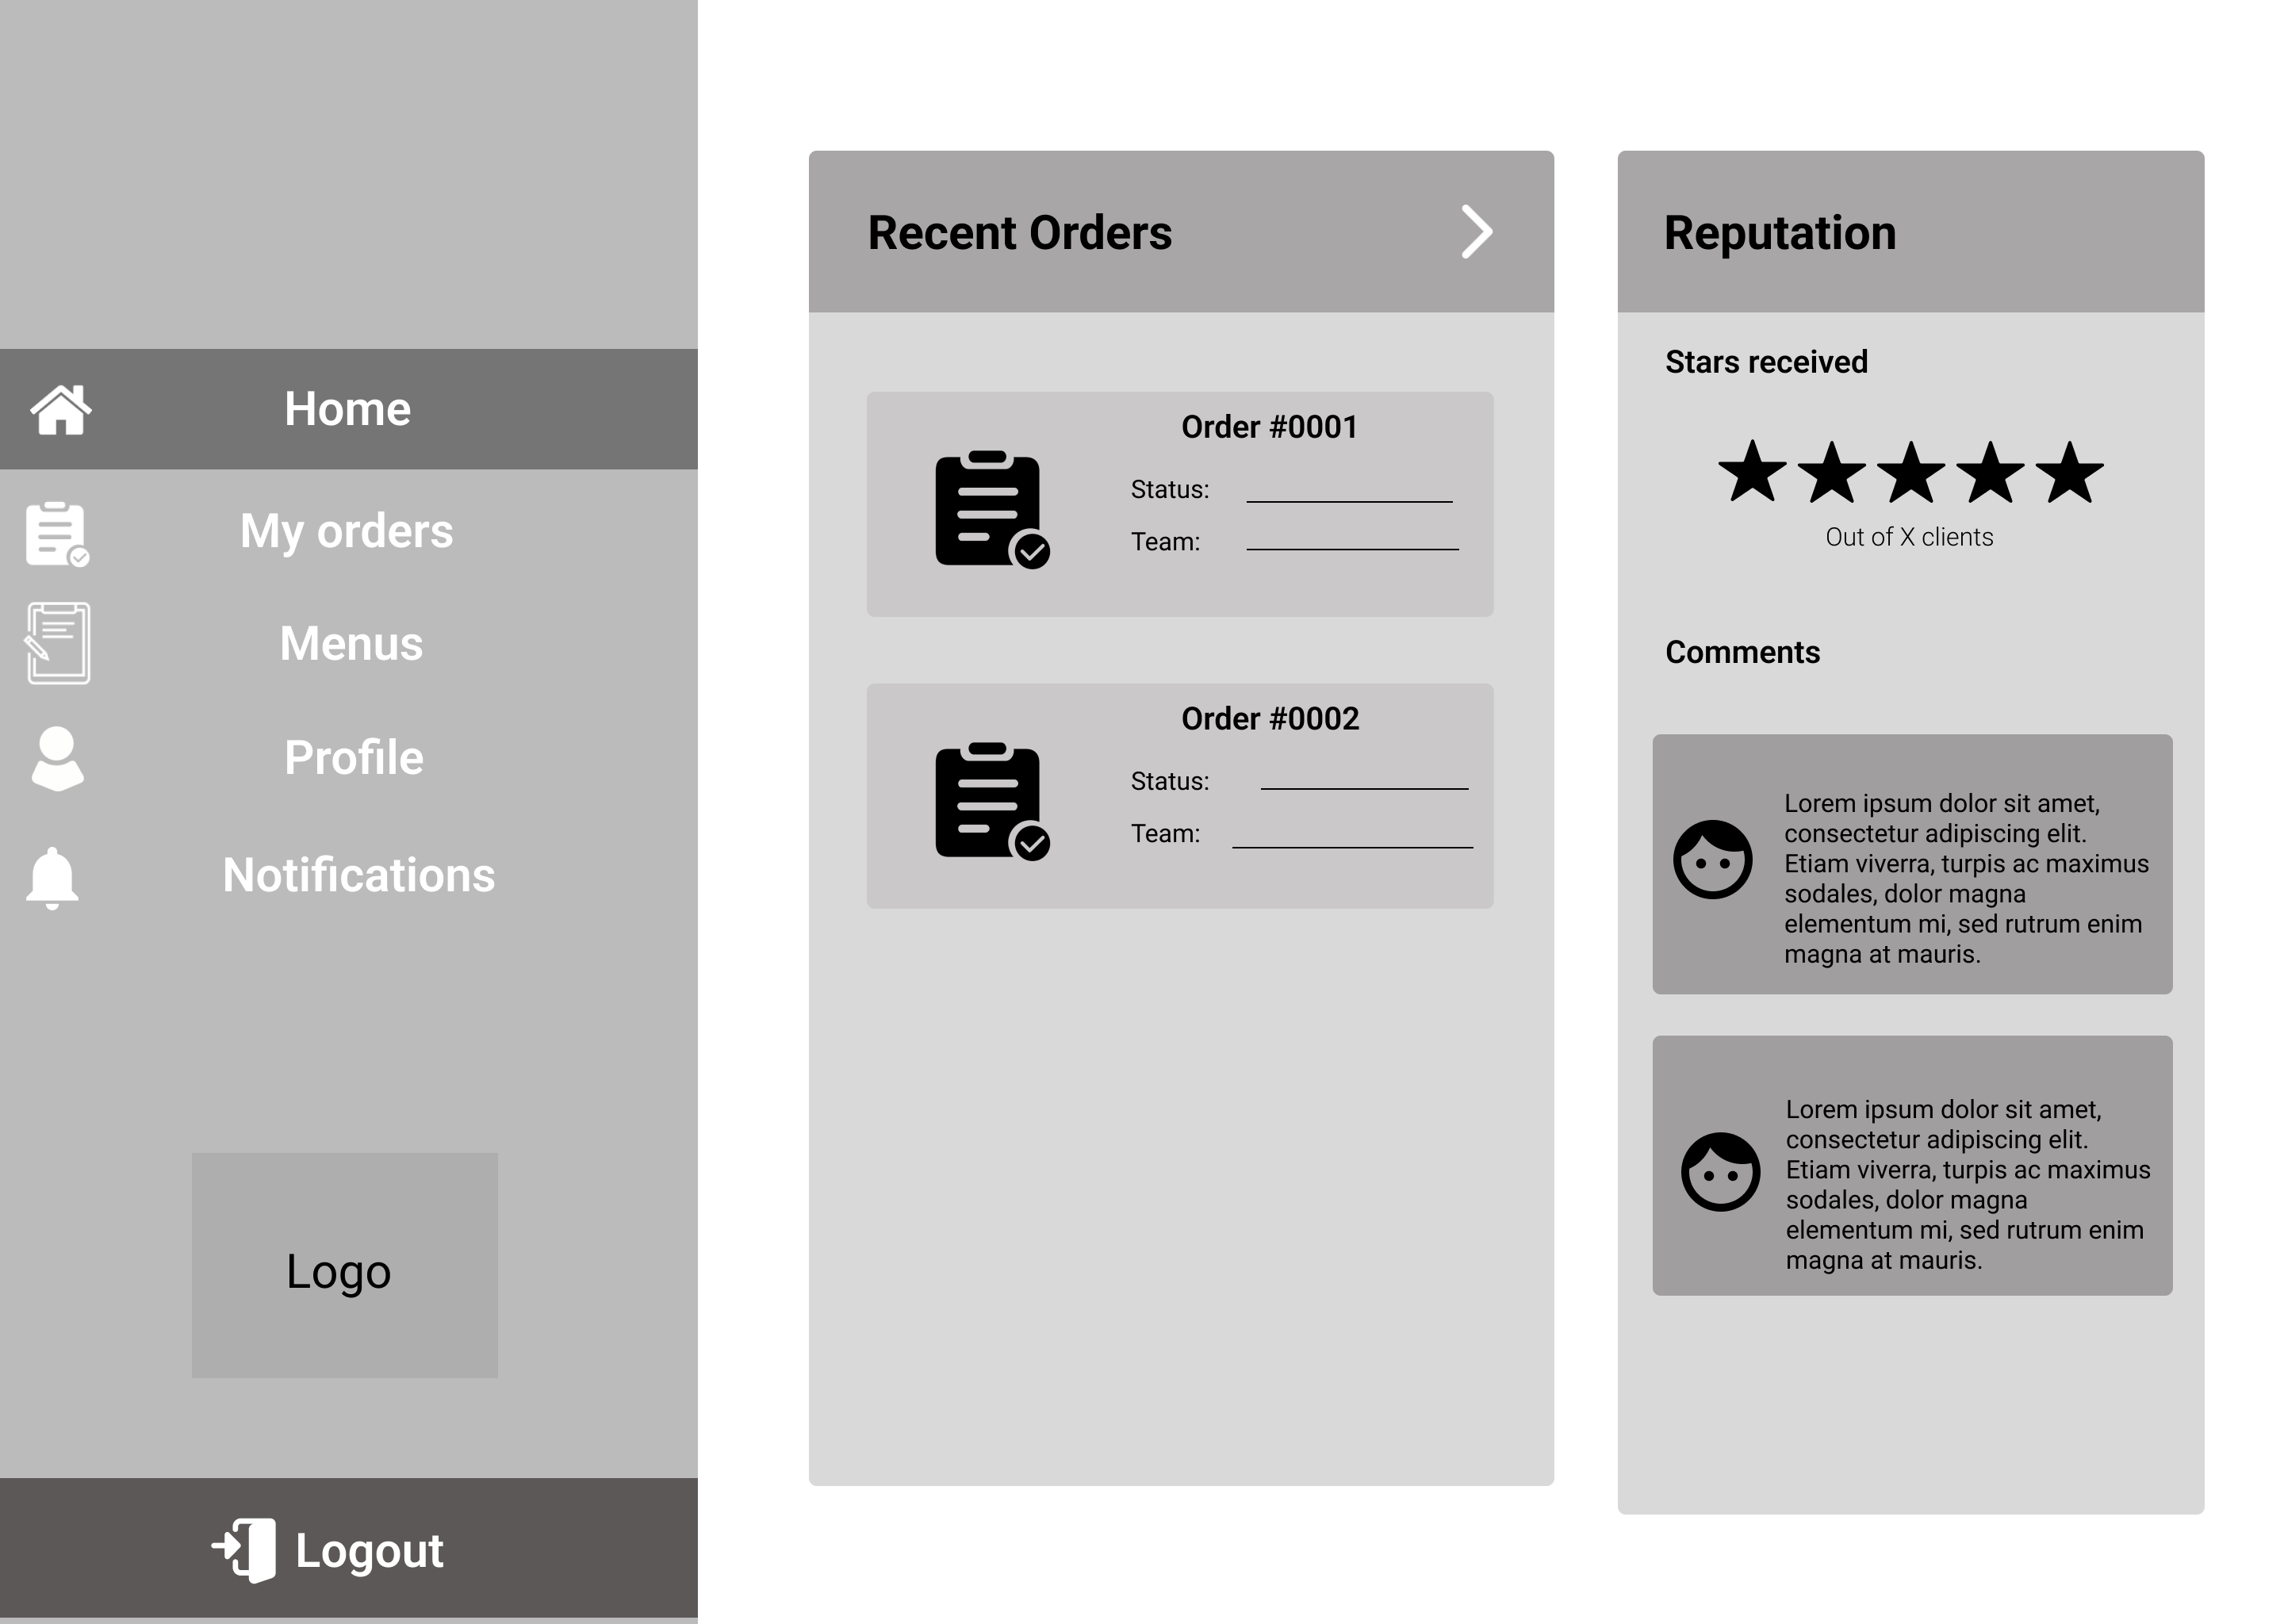 Home
My orders
Menus
Profile
Notifications
Logo
Logout
Recent Orders
Order #0001
Status:
Team:
Order #0002
Status:
Team:
Reputation
Stars received
Out of X clients
Comments
Lorem ipsum dolor sit amet,
consectetur adipiscing elit.
Etiam viverra, turpis ac maximus
sodales, dolor magna
elementum mi, sed rutrum enim
magna at mauris.
Lorem ipsum dolor sit amet,
consectetur adipiscing elit.
Etiam viverra, turpis ac maximus
sodales, dolor magna
elementum mi, sed rutrum enim
magna at mauris.